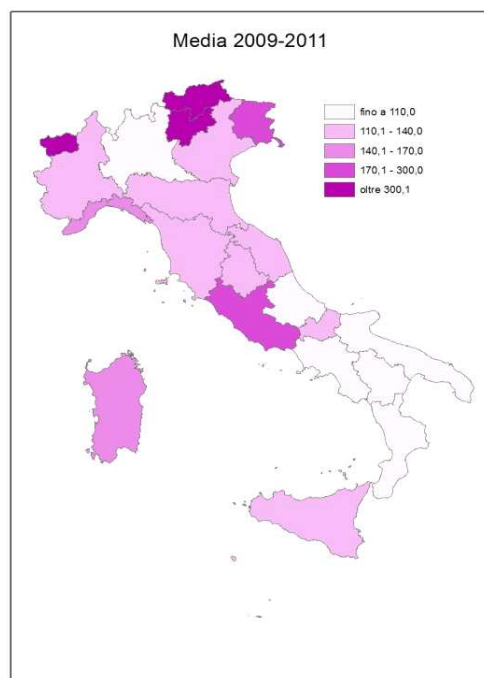 Media 2009-2011
fino a 110,0
110,1 - 140,0
140,1 - 170,0
170,1 - 300,0
oltre 300,1